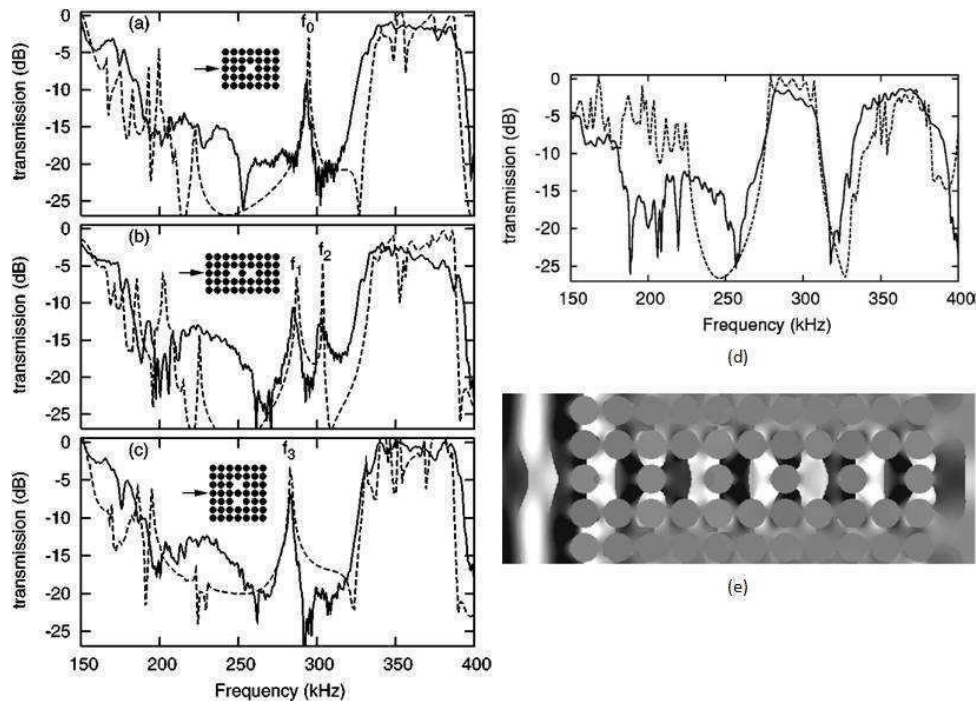 (a)
f0
transmission (dB)
0
-5
-10
-15
-20
-25
(b)
f1
f2
transmission (dB)
0
-5
-10
-15
-20
-25
(c)
f3
transmission (dB)
0
-5
-10
-15
-20
-25
150 200 250 300 350 400
Frequency (kHz)
transmission (dB)
0
-5
-10
-15
-20
-25
150 200 250 300 350 400
Frequency (kHz)
(d)
(e)